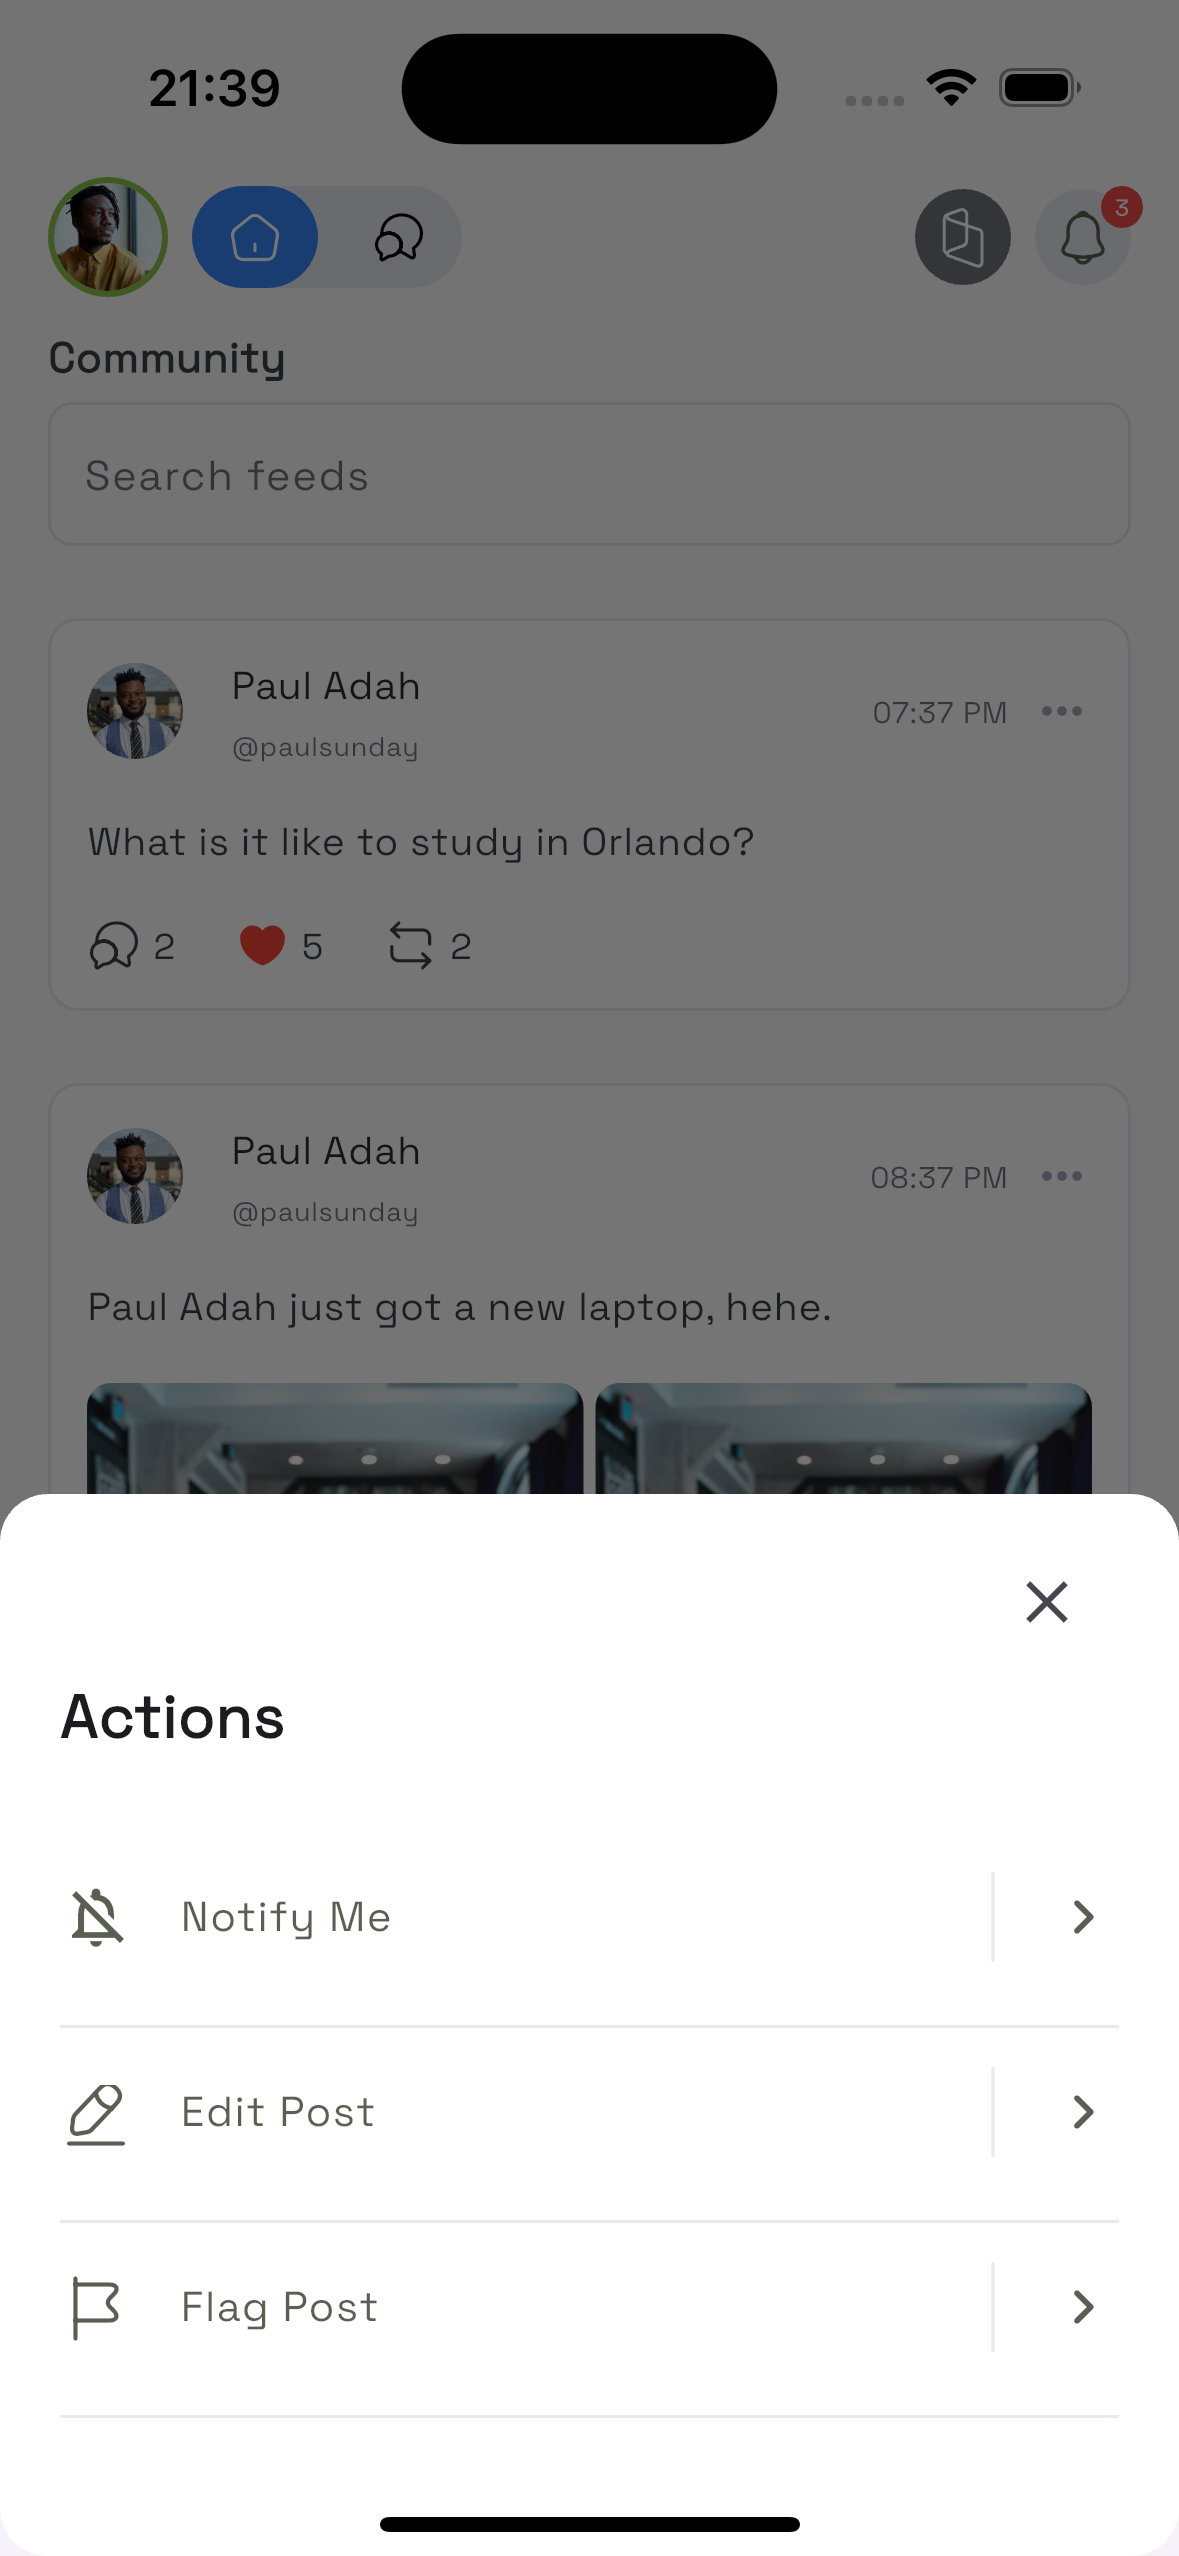 21:39
3
Community
Search feeds
Paul Adah
07:37 PM
@paulsunday
What is it like to study in Orlando?
2 5 2
Paul Adah
08:37 PM
@paulsunday
Paul Adah just got a new laptop, hehe.
Actions
Notify Me
Edit Post
Flag Post